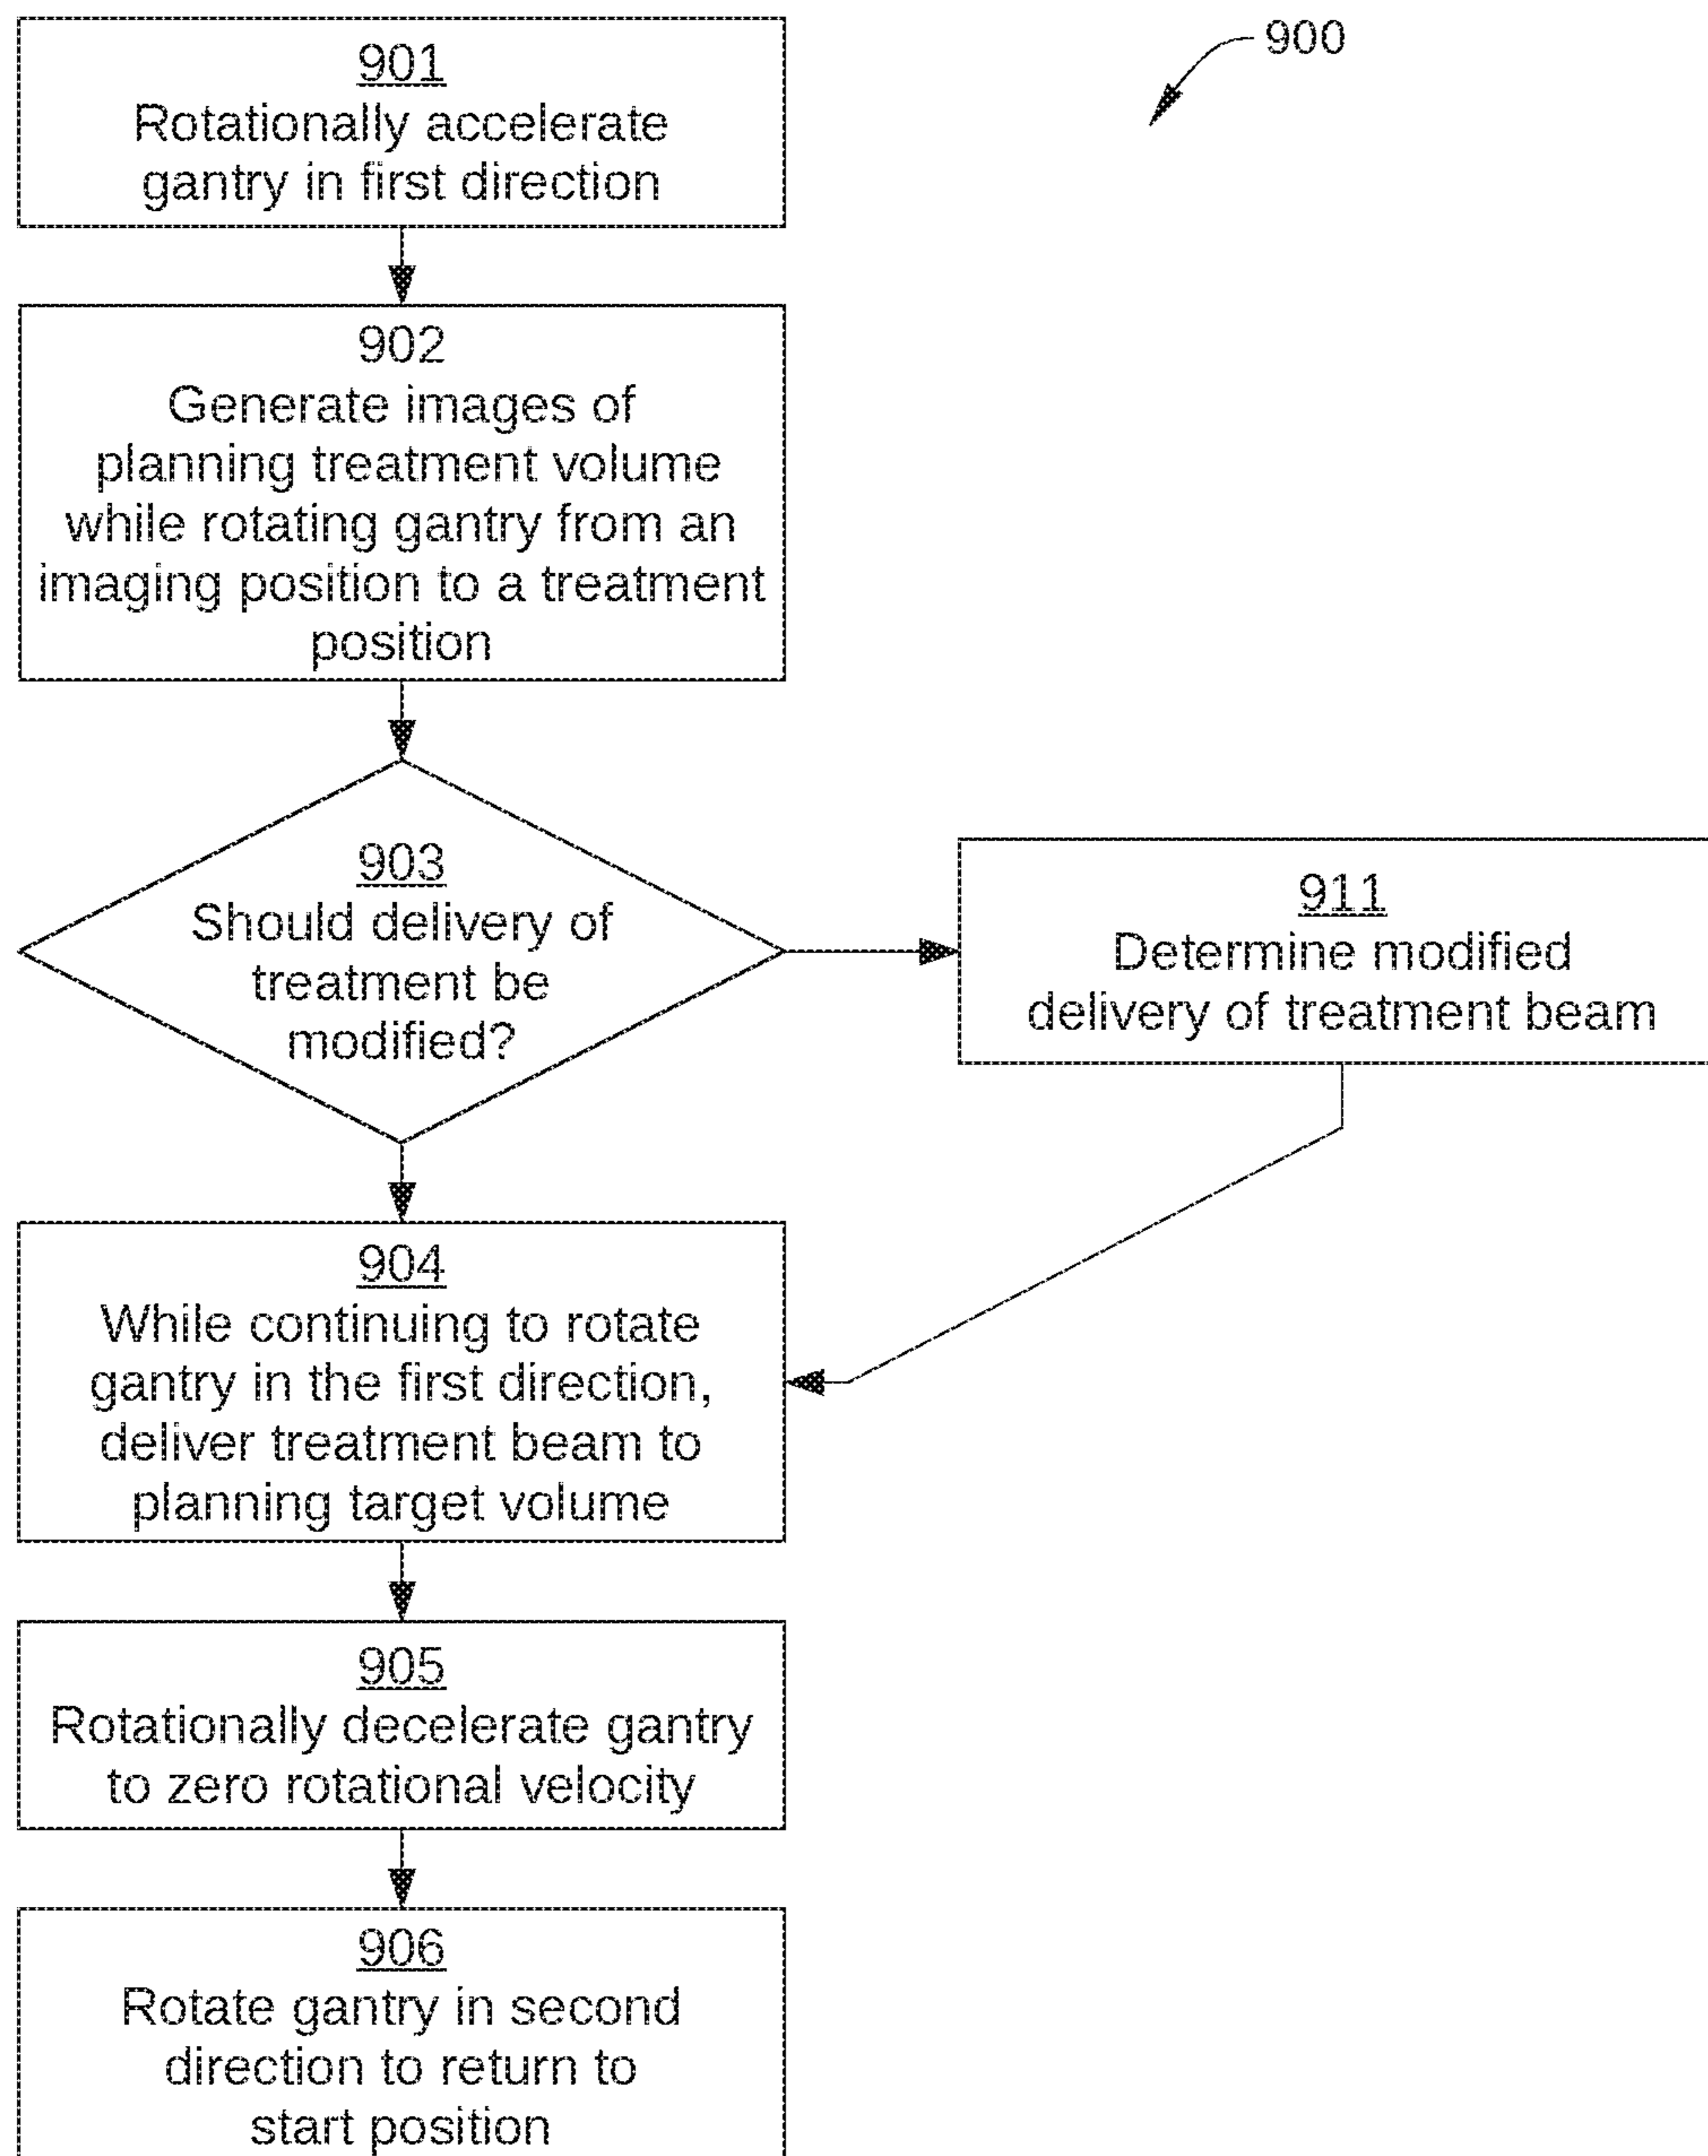 900
901
Rotationally accelerate
gantry in first direction
902
Generate images of
planning treatment volume
while rotating gantry from an
imaging position to a treatment
position
903
Should delivery of
treatment be
modified?
911
Determine modified
delivery of treatment beam
904
While continuing to rotate
gantry in the first direction,
deliver treatment beam to
planning target volume
905
Rotationally decelerate gantry
to zero rotational velocity
906
Rotate gantry in second
direction to return to
start position